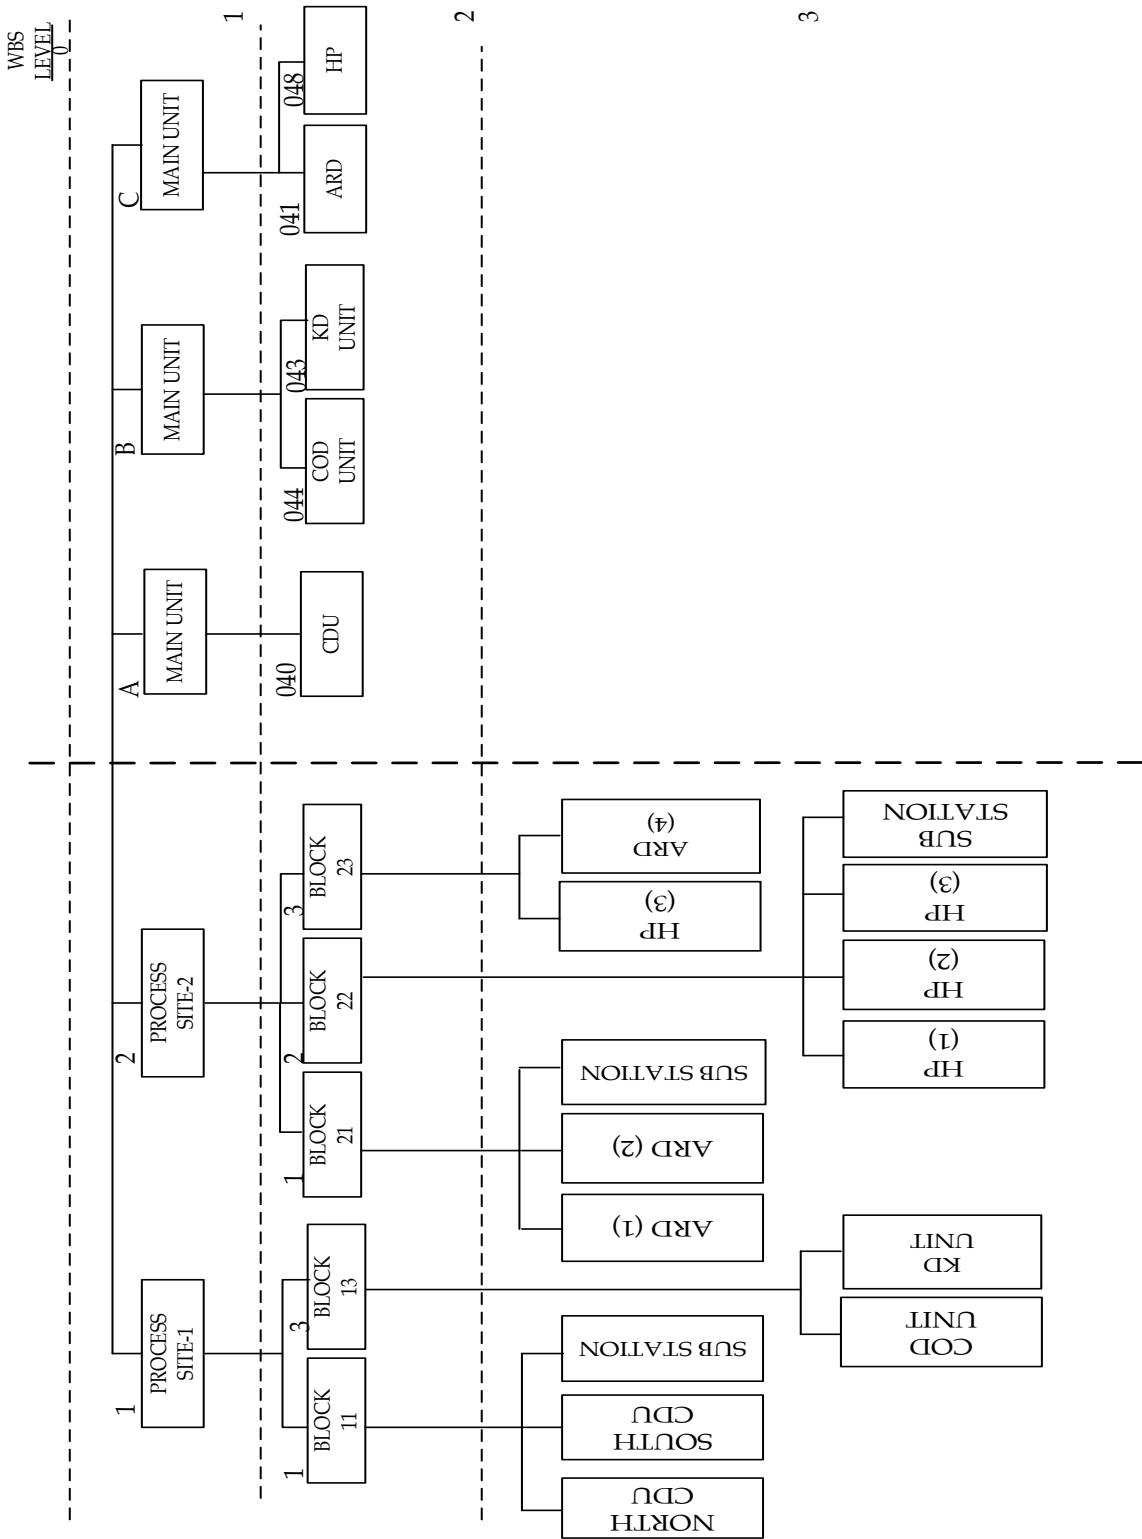 WBS
LEVEL
0
1
PROCESS
SITE-1
2
PROCESS
SITE-2
A
MAIN UNIT
B
MAIN UNIT
C
MAIN UNIT
1
1
BLOCK
11
3
BLOCK
13
1
BLOCK
21
2
BLOCK
22
3
BLOCK
23
040
CDU
044
COD
UNIT
043
KD
UNIT
041
ARD
048
HP
2
NORTH
CDU
SOUTH
CDU
SUB STATION
ARD (1)
ARD (2)
SUB STATION
HP
(3)
ARD
(4)
3
COD
UNIT
KD
UNIT
HP
(1)
HP
(2)
HP
(3)
SUB
STATION